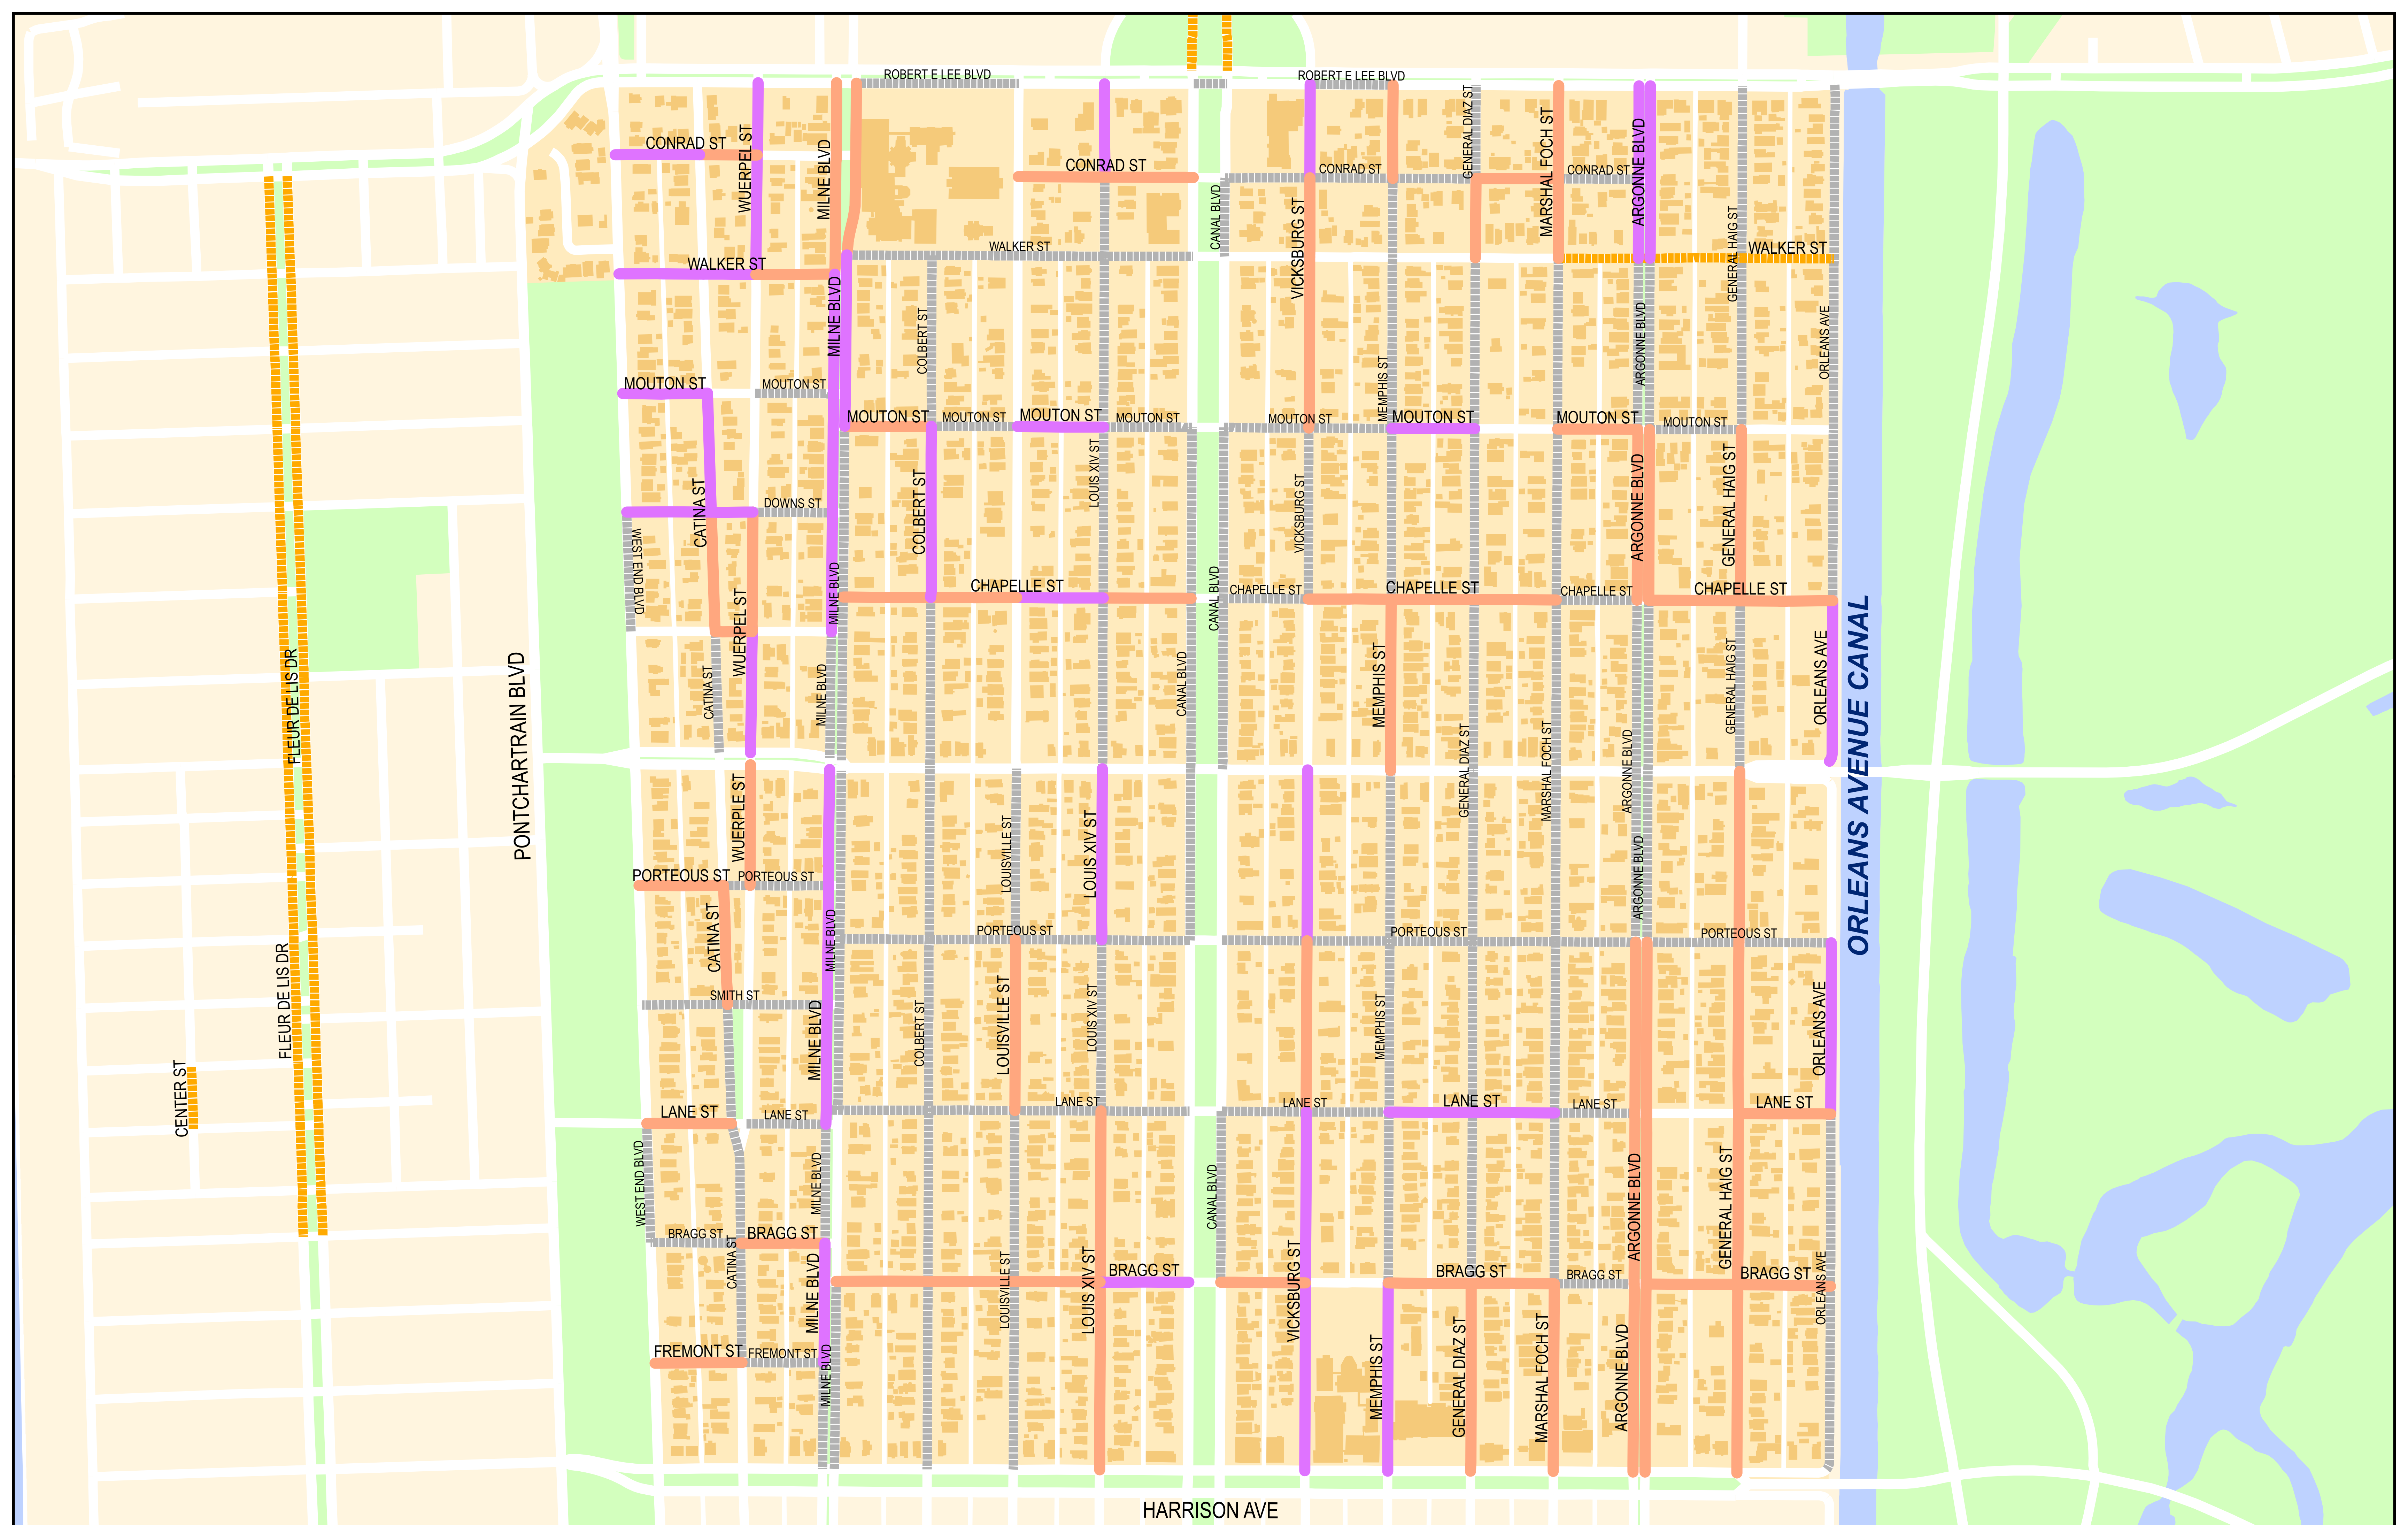 ROBERT E LEE BLVD
ROBERT E LEE BLVD
CONRAD ST
WUERPEL ST
MILNE BLVD
CONRAD ST
CANAL BLVD
CONRAD ST
GENERAL DIAZ ST
MARSHAL FOCH ST
CONRAD ST
ARGONNE BLVD
VICKSBURG ST
GENERAL HAIG ST
WALKER ST
WALKER ST
WALKER ST
MILNE BLVD
COLBERT ST
MEMPHIS ST
ARGONNE BLVD
ORLEANS AVE
MOUTON ST
MOUTON ST
MOUTON ST
MOUTON ST
MOUTON ST
MOUTON ST
MOUTON ST
MOUTON ST
MOUTON ST
MOUTON ST
CATINA ST
DOWNS ST
COLBERT ST
LOUIS XIV ST
VICKSBURG ST
ARGONNE BLVD
GENERAL HAIG ST
WEST END BLVD
WUERPEL ST
MILNE BLVD
CHAPELLE ST
CANAL BLVD
CHAPELLE ST
CHAPELLE ST
CHAPELLE ST
CHAPELLE ST
FLEUR DE LIS DR
PONTCHARTRAIN BLVD
CATINA ST
MILNE BLVD
CANAL BLVD
MEMPHIS ST
GENERAL HAIG ST
ORLEANS AVE
ORLEANS AVENUE CANAL
WUERPLE ST
LOUISVILLE ST
LOUIS XIV ST
GENERAL DIAZ ST
MARSHAL FOCH ST
ARGONNE BLVD
ARGONNE BLVD
PORTEOUS ST
PORTEOUS ST
CATINA ST
MILNE BLVD
PORTEOUS ST
PORTEOUS ST
PORTEOUS ST
FLEUR DE LIS DR
SMITH ST
MILNE BLVD
COLBERT ST
LOUISVILLE ST
LOUIS XIV ST
MEMPHIS ST
ORLEANS AVE
CENTER ST
LANE ST
LANE ST
LANE ST
LANE ST
LANE ST
LANE ST
LANE ST
WEST END BLVD
MILNE BLVD
CANAL BLVD
ARGONNE BLVD
GENERAL HAIG ST
BRAGG ST
CATINA ST
BRAGG ST
MILNE BLVD
LOUISVILLE ST
LOUIS XIV ST
BRAGG ST
VICKSBURG ST
BRAGG ST
BRAGG ST
BRAGG ST
ORLEANS AVE
FREMONT ST
FREMONT ST
MILNE BLVD
MEMPHIS ST
GENERAL DIAZ ST
MARSHAL FOCH ST
ARGONNE BLVD
HARRISON AVE